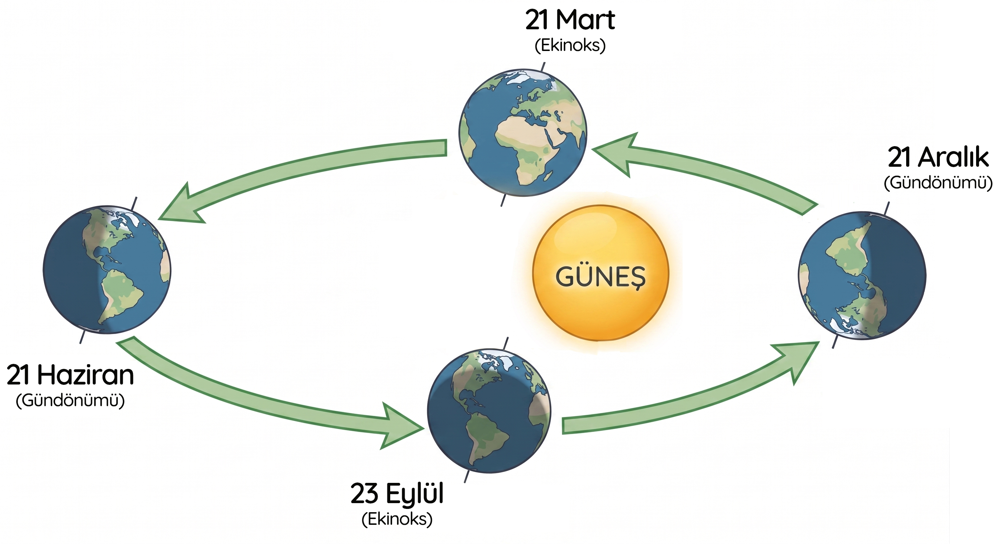 21 Mart
(Ekinoks)
21 Aralık
(Gündönümü)
GÜNEŞ
21 Haziran
(Gündönümü)
23 Eylül
(Ekinoks)